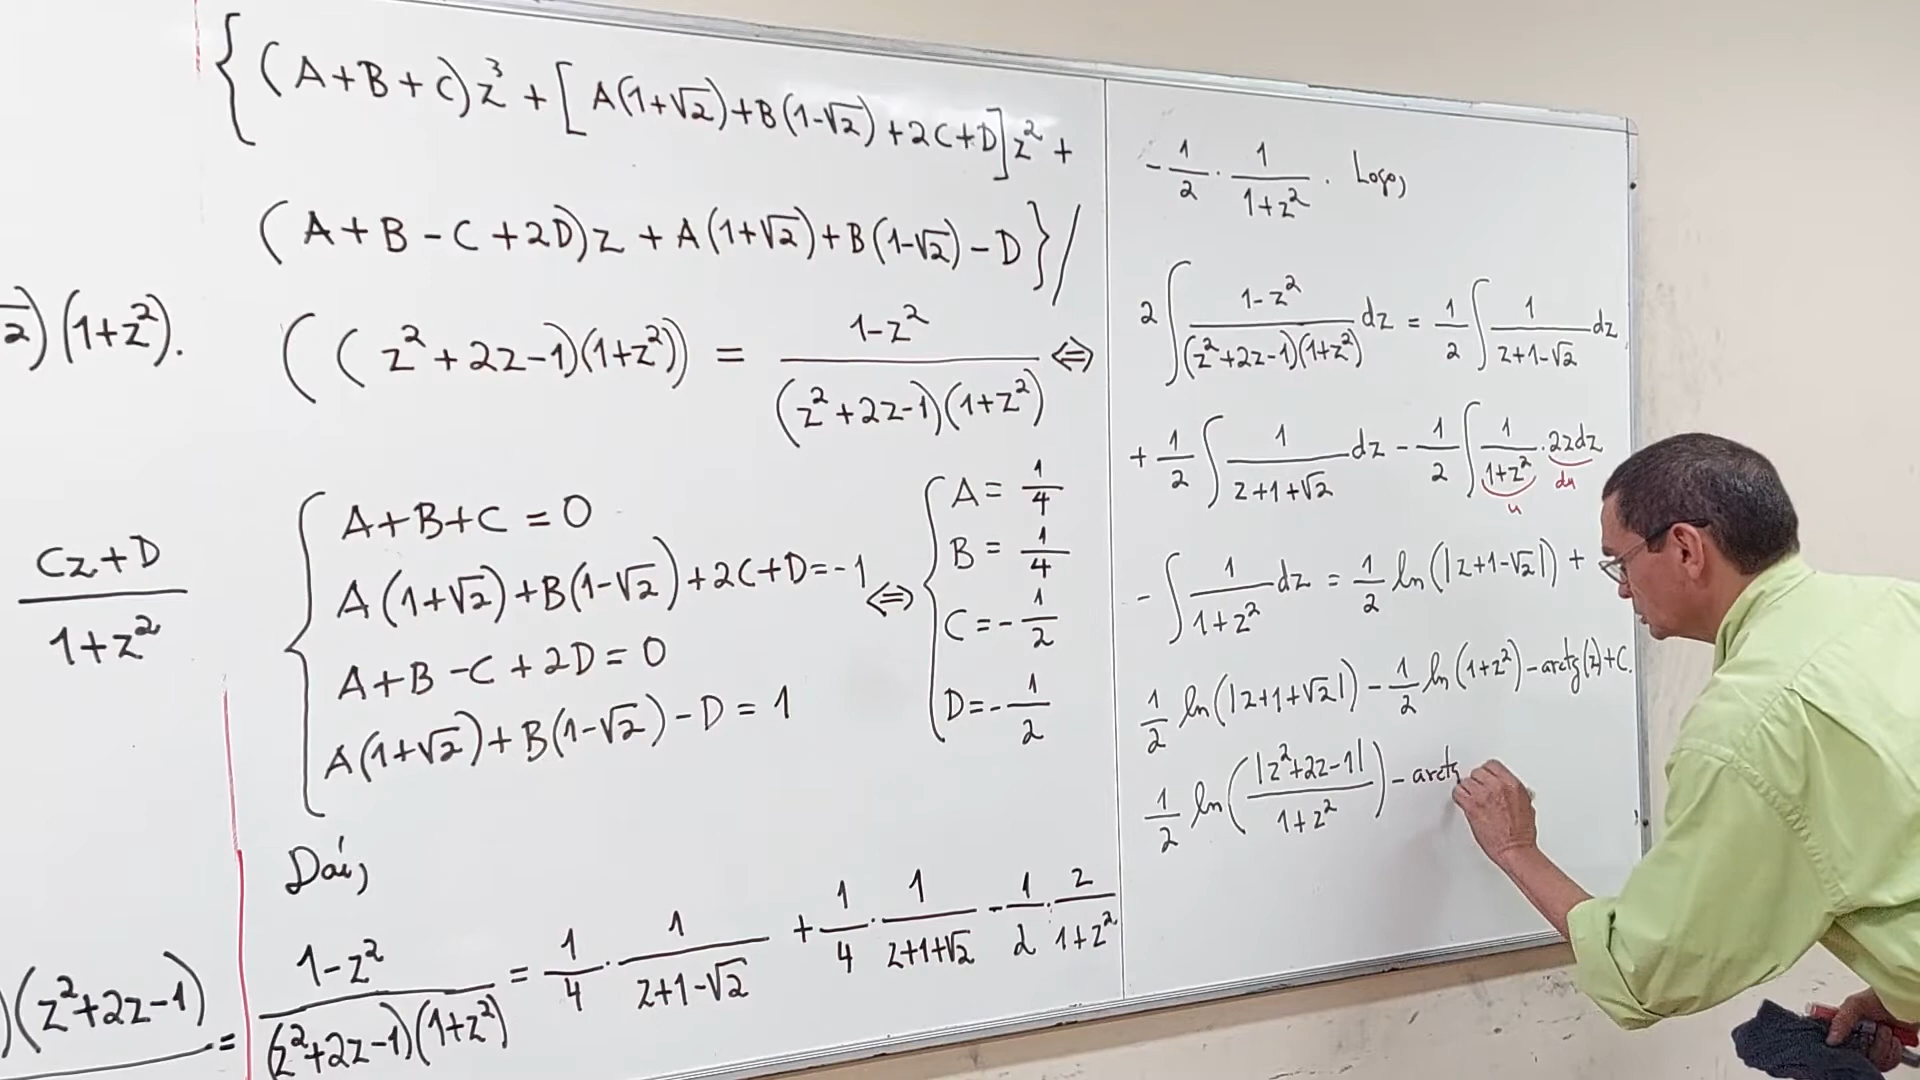 √2)(1+z²).
Cz+D / 1+z²
)(z²+2z-1) =
{(A+B+C)z³ + [A(1+√2)+B(1-√2)+2C+D]z² +
(A+B-C+2D)z + A(1+√2)+B(1-√2)-D}/
((z²+2z-1)(1+z²)) = 1-z² / (z²+2z-1)(1+z²) ⇔
{ A+B+C=0
A(1+√2)+B(1-√2)+2C+D=-1
A+B-C+2D=0
A(1+√2)+B(1-√2)-D=1
⇔ { A=1/4
B=1/4
C=-1/2
D=-1/2
Daí,
1-z² / (z²+2z-1)(1+z²) = 1/4 · 1/z+1-√2 + 1/4 · 1/z+1+√2 - 1/2 · z/1+z²
- 1/2 · 1/1+z². Logo,
2∫ 1-z² / (z²+2z-1)(1+z²) dz = 1/2 ∫ 1/z+1-√2 dz
+ 1/2 ∫ 1/z+1+√2 dz - 1/2 ∫ 1/1+z² · 2zdz
u du
- ∫ 1/1+z² dz = 1/2 ln(|z+1-√2|) +
1/2 ln(|z+1+√2|) - 1/2 ln(1+z²) - arctg(z)+C.
1/2 ln(|z²+2z-1| / 1+z²) - arctg